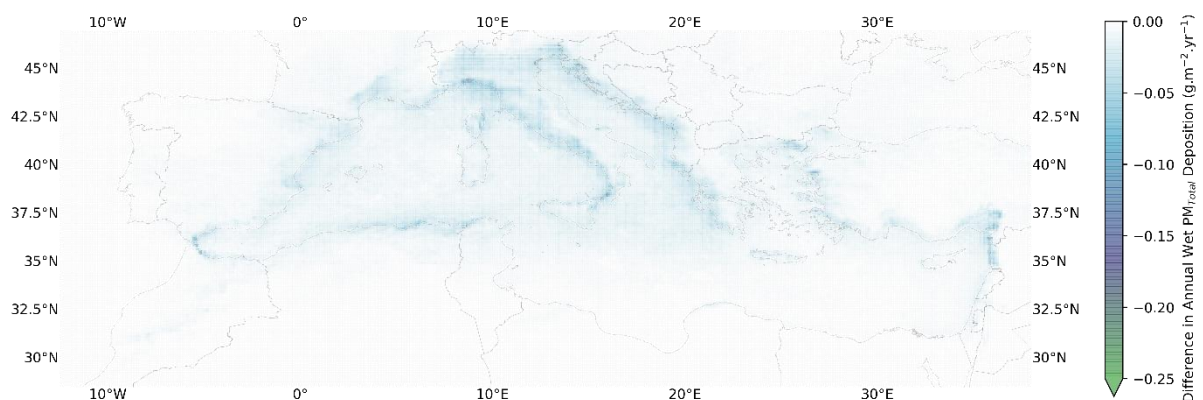 10°W 0° 10°E 20°E 30°E
45°N 45°N
42.5°N 42.5°N
40°N 40°N
37.5°N 37.5°N
35°N 35°N
32.5°N 32.5°N
30°N 30°N
10°W 0° 10°E 20°E 30°E
0.00
−0.05
−0.10
−0.15
−0.20
−0.25
Difference in Annual Wet PM_Total Deposition (g.m⁻².yr⁻¹)